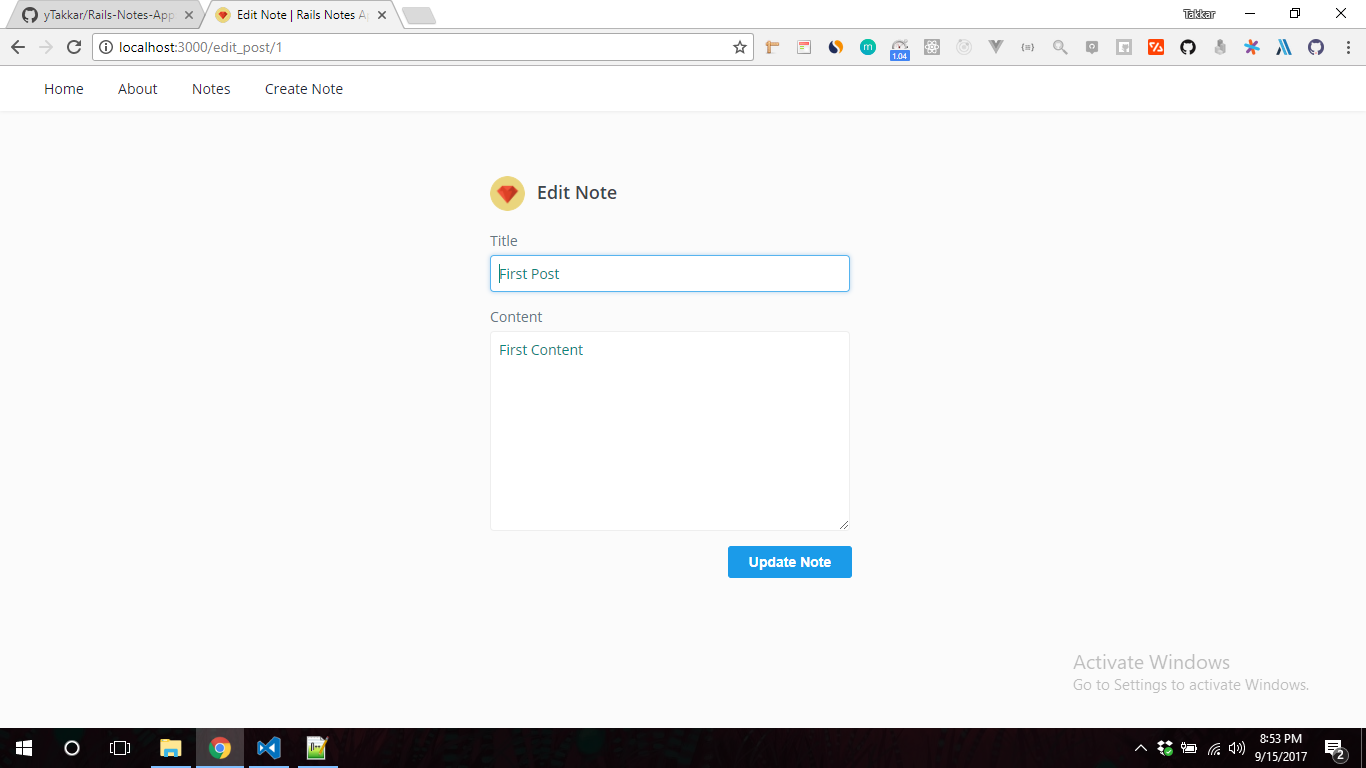 yTakkar/Rails-Notes-App
Edit Note | Rails Notes A
Takkar
localhost:3000/edit_post/1
m
1.04
Home About Notes Create Note
Edit Note
Title
First Post
Content
First Content
Update Note
Activate Windows
Go to Settings to activate Windows.
8:53 PM
9/15/2017
2